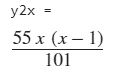 y2x =
55 x (x − 1)
101